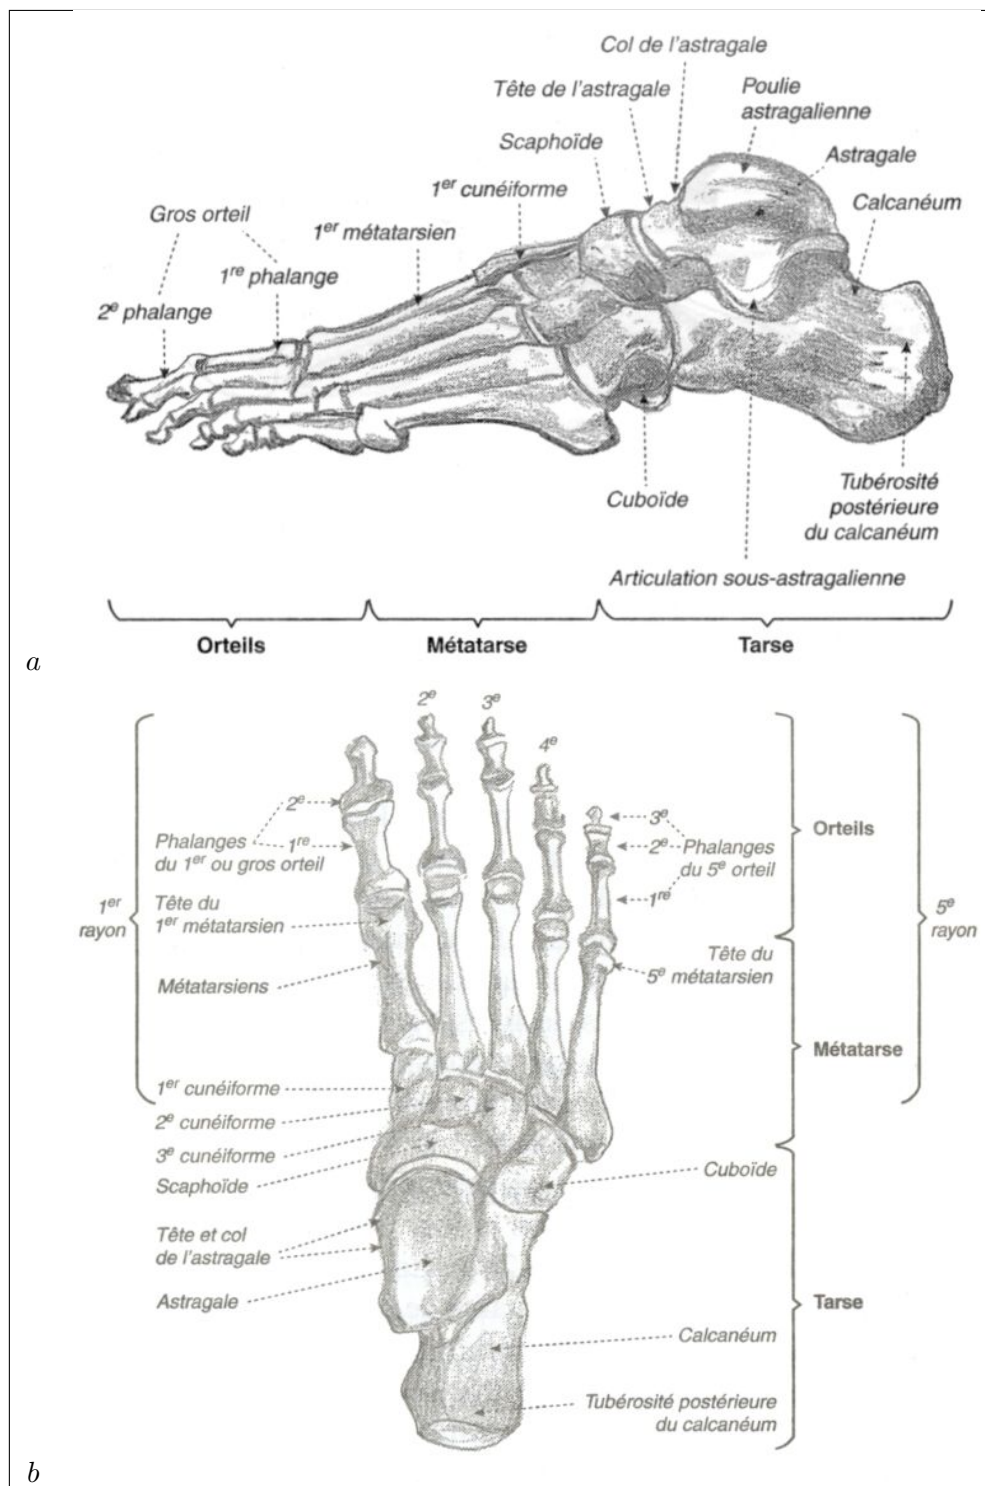 Col de l'astragale
Tête de l'astragale
Poulie
astragalienne
Scaphoïde
Astragale
1er cunéiforme
Calcanéum
Gros orteil
1er métatarsien
1re phalange
2e phalange
Cuboïde
Tubérosité
postérieure
du calcanéum
Articulation sous-astragalienne
Orteils
Métatarse
Tarse
a
2e
3e
4e
2e
Phalanges
1re
du 1er ou gros orteil
3e
2e
Phalanges
du 5e orteil
1re
Orteils
1er
rayon
5e
rayon
Tête du
1er métatarsien
Tête du
5e métatarsien
Métatarsiens
Métatarse
1er cunéiforme
2e cunéiforme
3e cunéiforme
Scaphoïde
Cuboïde
Tête et col
de l'astragale
Astragale
Tarse
Calcanéum
Tubérosité postérieure
du calcanéum
b